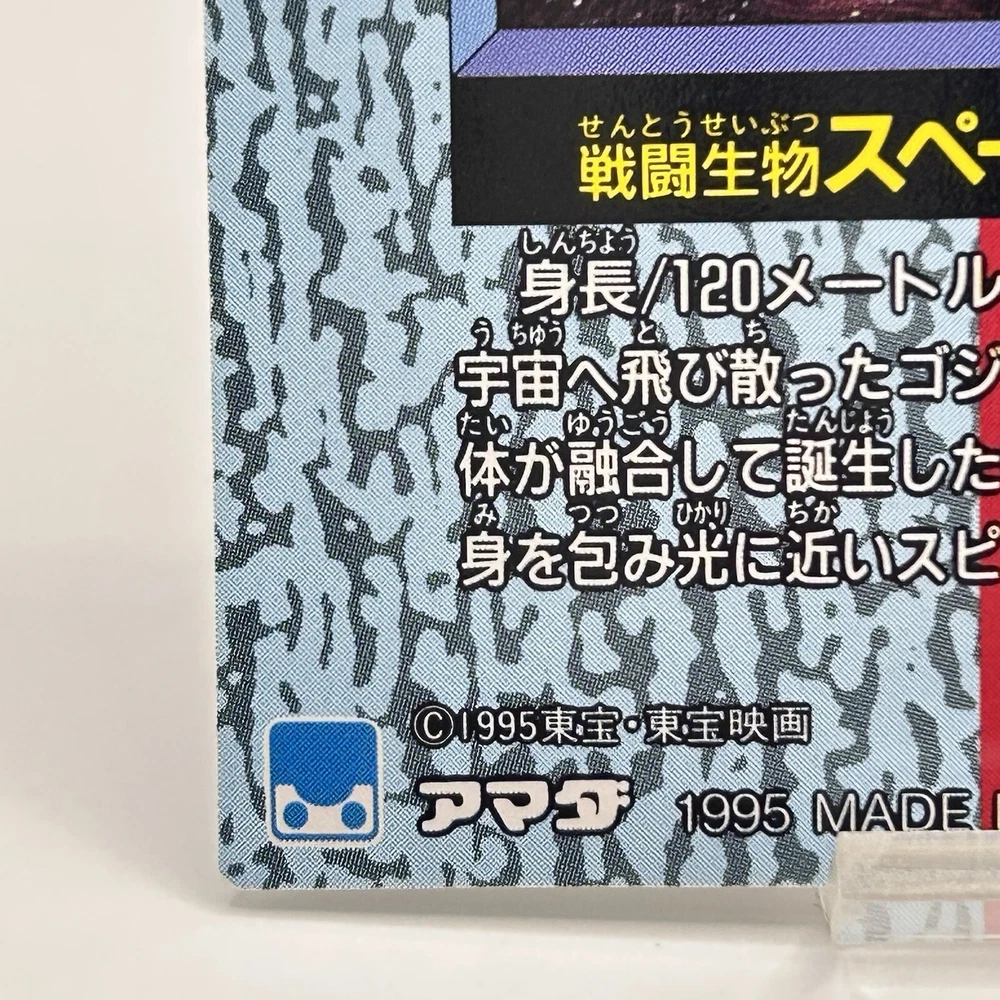 せんとうせいぶつ
戦闘生物スペー
しんちょう
身長/120メートル
うちゅう と ち
宇宙へ飛び散ったゴジ
たい ゆうごう たんじょう
体が融合して誕生した
み つつ ひかり ちか
身を包み光に近いスピ
©1995東宝・東宝映画
アマダ 1995 MADE